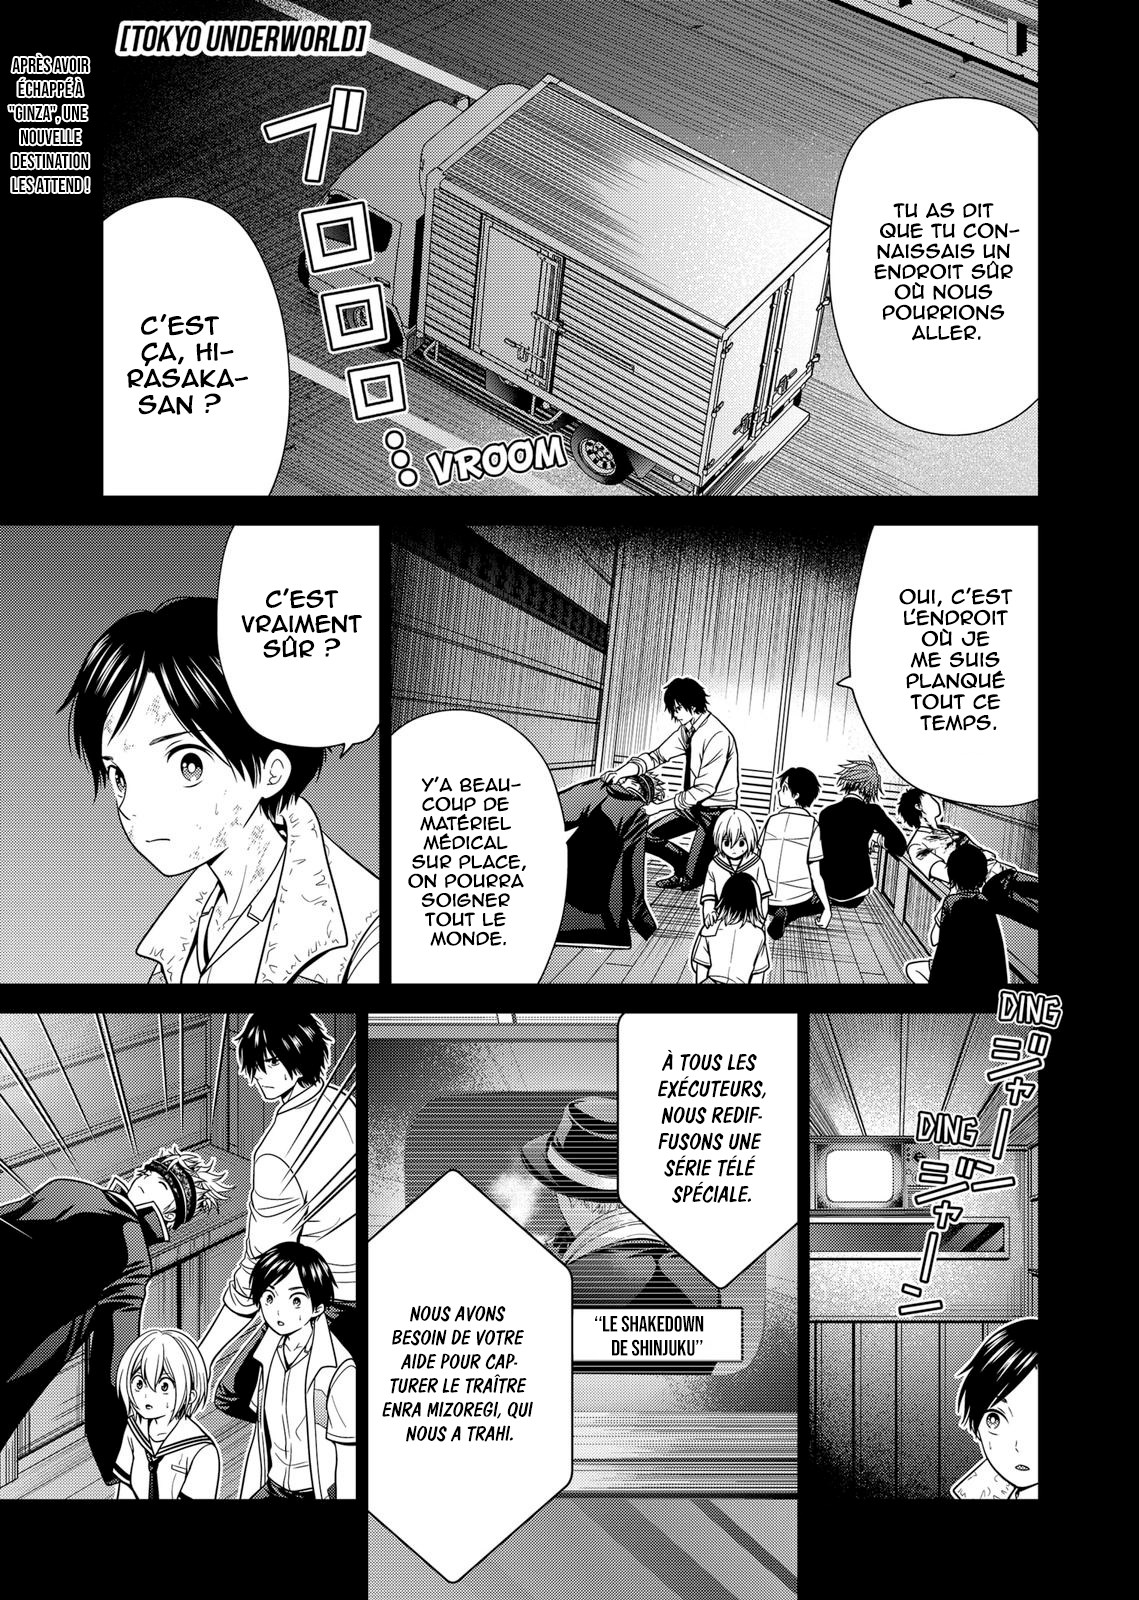 [TOKYO UNDERWORLD]
APRÈS AVOIR
ÉCHAPPÉ À
"GINZA", UNE
NOUVELLE
DESTINATION
LES ATTEND !
TU AS DIT
QUE TU CON-
NAISSAIS UN
ENDROIT SÛR
OÙ NOUS
POURRIONS
ALLER.
ブロロロ...
VROOM
C'EST
ÇA, HI-
RASAKA-
SAN ?
OUI, C'EST
L'ENDROIT
OÙ JE
ME SUIS
PLANQUÉ
TOUT CE
TEMPS.
Y'A BEAU-
COUP DE
MATÉRIEL
MÉDICAL
SUR PLACE,
ON POURRA
SOIGNER
TOUT LE
MONDE.
C'EST
VRAIMENT
SÛR ?
DING
ジャーン
DING
ジャーン
À TOUS LES
EXÉCUTEURS,
NOUS REDIF-
FUSONS UNE
SÉRIE TÉLÉ
SPÉCIALE.
“LE SHAKEDOWN
DE SHINJUKU”
NOUS AVONS
BESOIN DE VOTRE
AIDE POUR CAP-
TURER LE TRAÎTRE
ENRA MIZOREGI, QUI
NOUS A TRAHI.